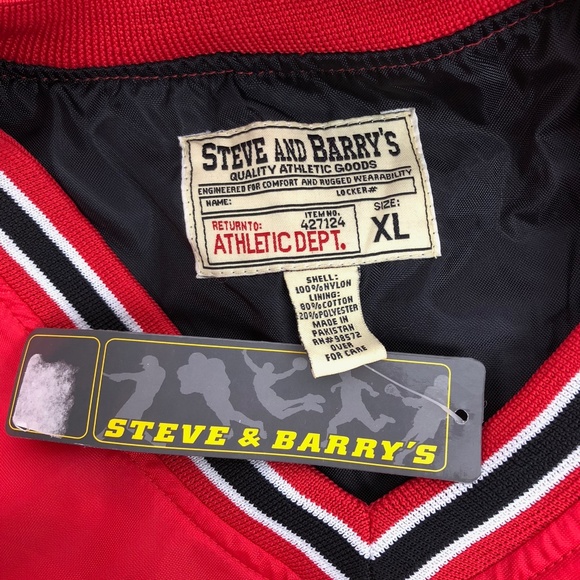 STEVE AND BARRY'S
QUALITY ATHLETIC GOODS
ENGINEERED FOR COMFORT AND RUGGED WEARABILITY
NAME: LOCKER#
RETURN TO: ITEM NO. SIZE:
ATHLETIC DEPT. 427124 XL
SHELL:
100%NYLON
LINING:
80%COTTON
20%POLYESTER
MADE IN
PAKISTAN
RN#98572
OVER
FOR CARE
STEVE & BARRY'S